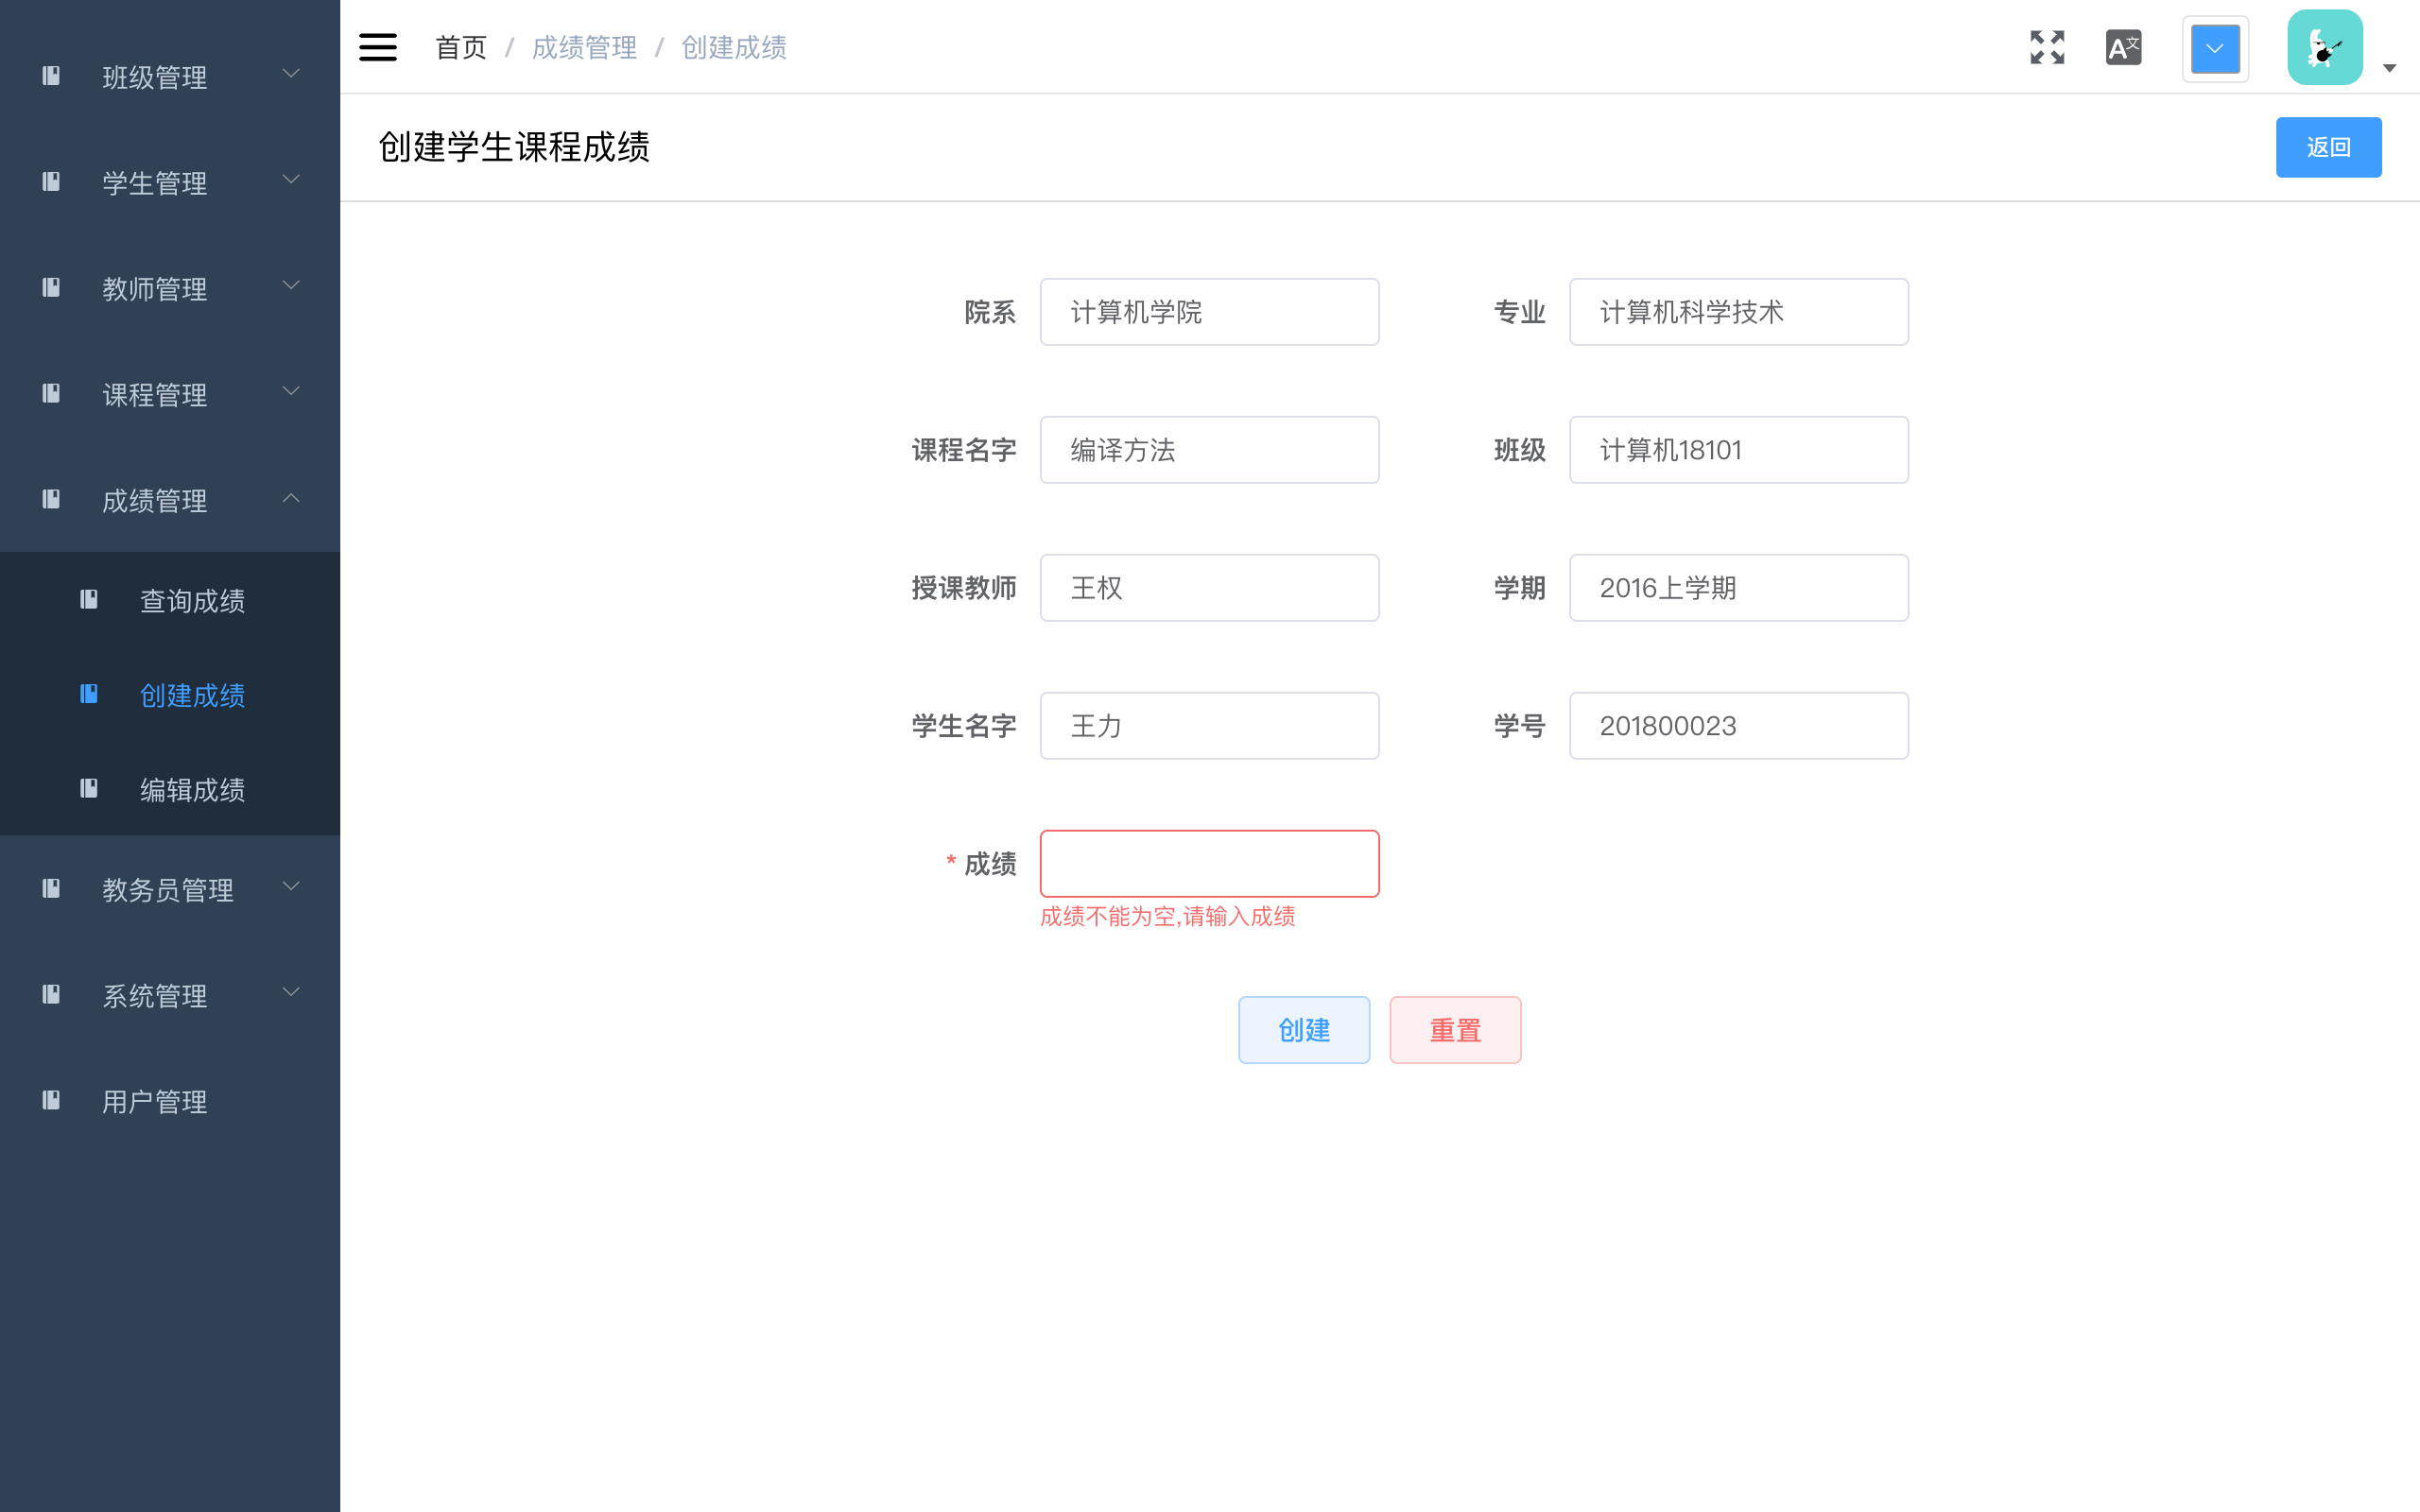 班级管理
学生管理
教师管理
课程管理
成绩管理
查询成绩
创建成绩
编辑成绩
教务员管理
系统管理
用户管理
首页 / 成绩管理 / 创建成绩
A文
创建学生课程成绩
返回
院系 计算机学院 专业 计算机科学技术
课程名字 编译方法 班级 计算机18101
授课教师 王权 学期 2016上学期
学生名字 王力 学号 201800023
* 成绩
成绩不能为空,请输入成绩
创建 重置